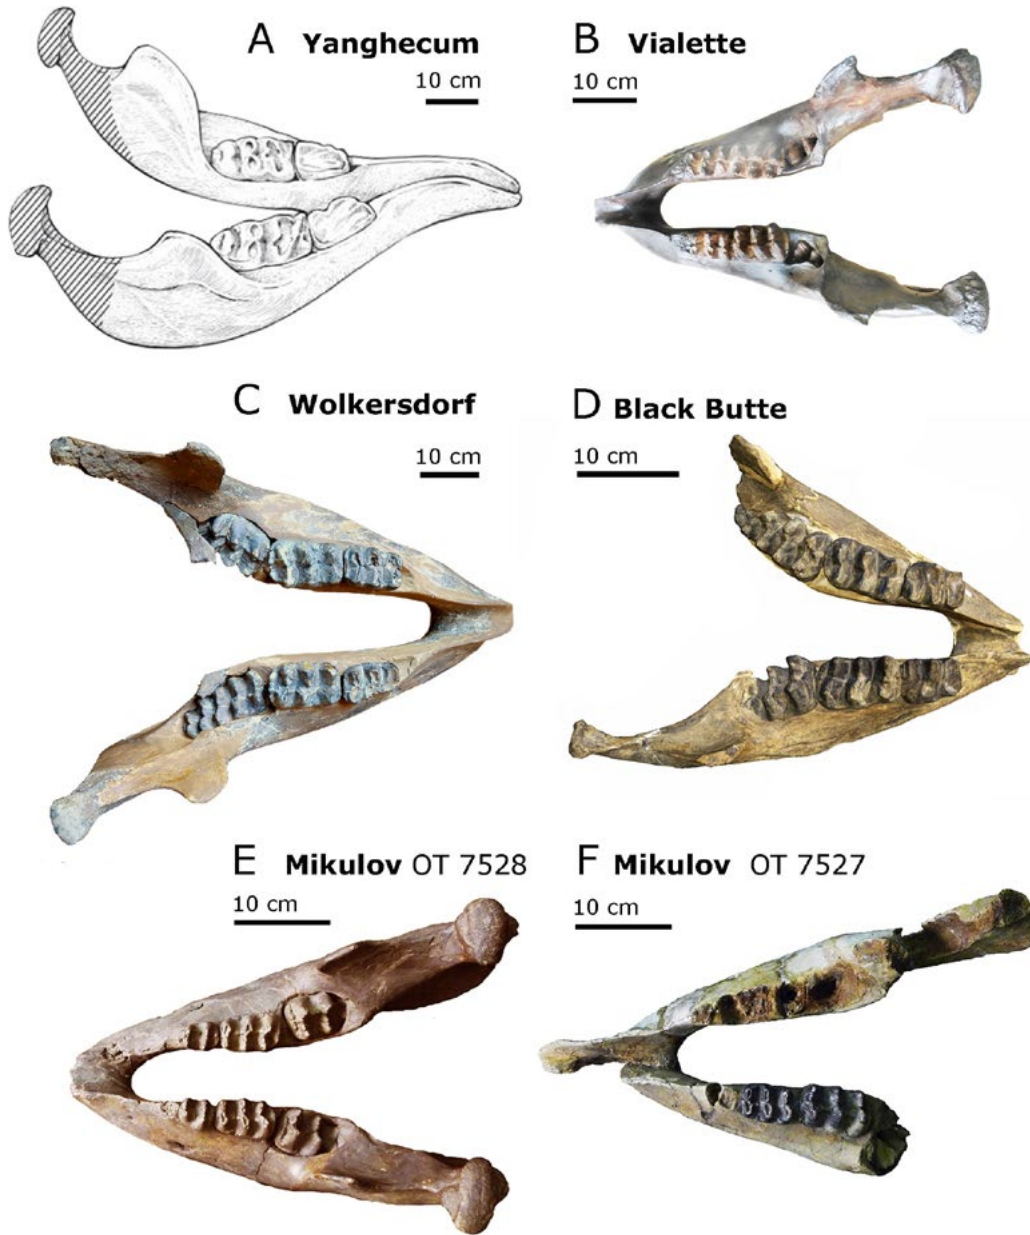 A Yanghecum
10 cm
B Vialette
10 cm
C Wolkersdorf
10 cm
D Black Butte
10 cm
E Mikulov OT 7528
10 cm
F Mikulov OT 7527
10 cm